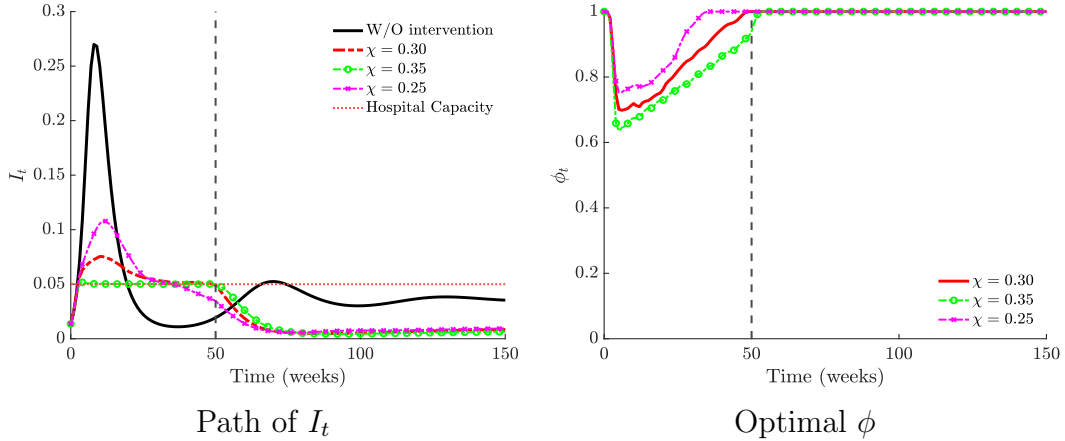 0.3
0.25
0.2
0.15
0.1
0.05
0
I_t
0
50
100
150
Time (weeks)
W/O intervention
χ = 0.30
χ = 0.35
χ = 0.25
Hospital Capacity
Path of I_t
1
0.8
0.6
0.4
0.2
0
ϕ_t
0
50
100
150
Time (weeks)
χ = 0.30
χ = 0.35
χ = 0.25
Optimal ϕ